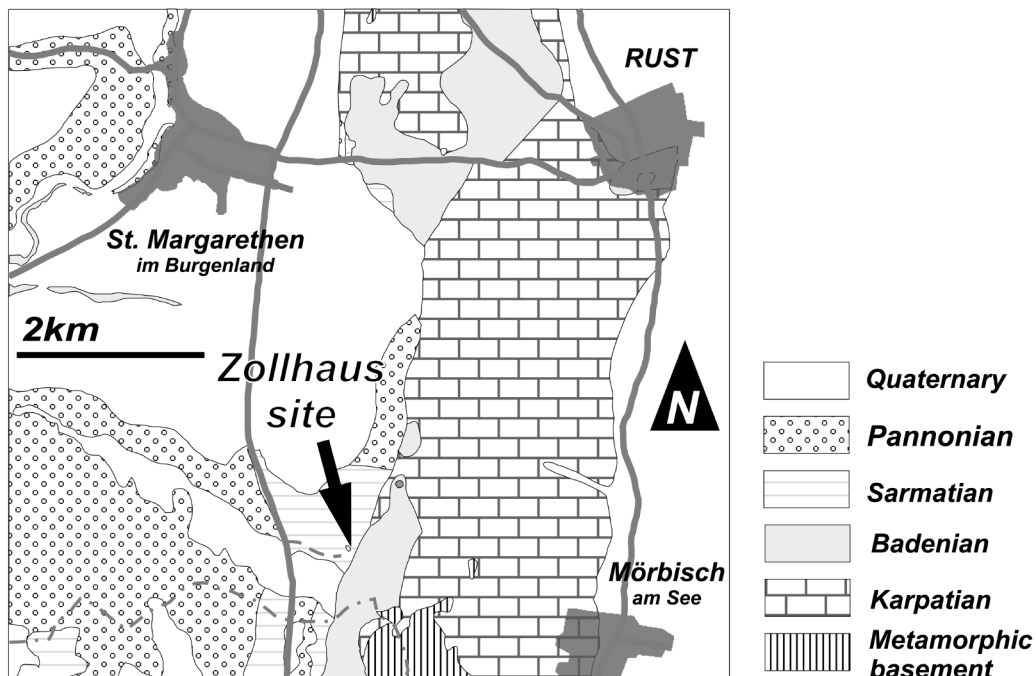 RUST
St. Margarethen
im Burgenland
2km
Zollhaus
site
N
Mörbisch
am See
Quaternary
Pannonian
Sarmatian
Badenian
Karpatian
Metamorphic
basement